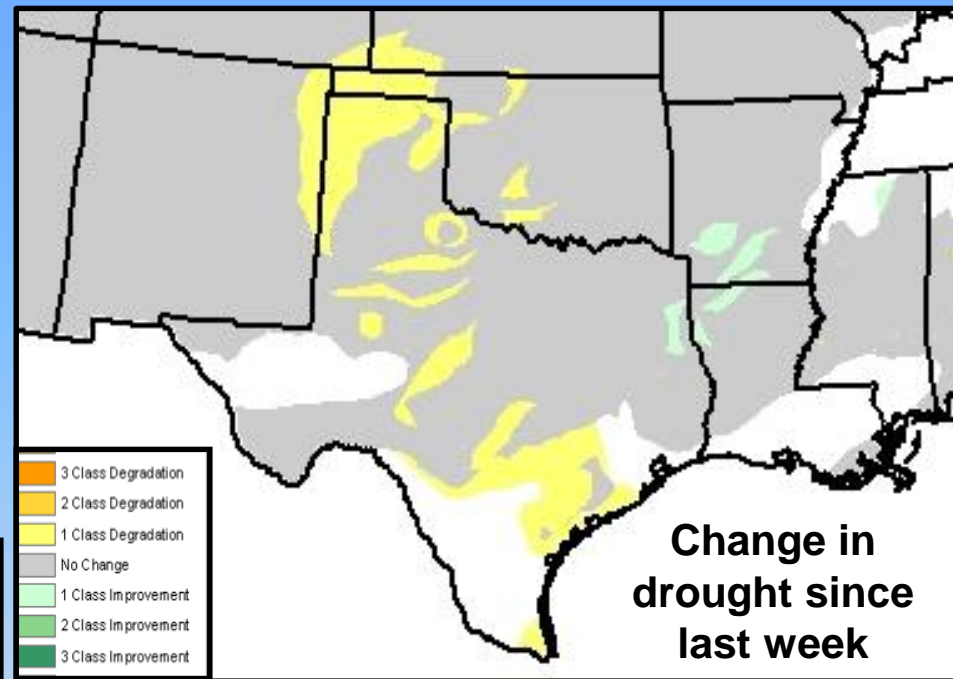 3 Class Degradation
2 Class Degradation
1 Class Degradation
No Change
1 Class Improvement
2 Class Improvement
3 Class Improvement
Change in
drought since
last week